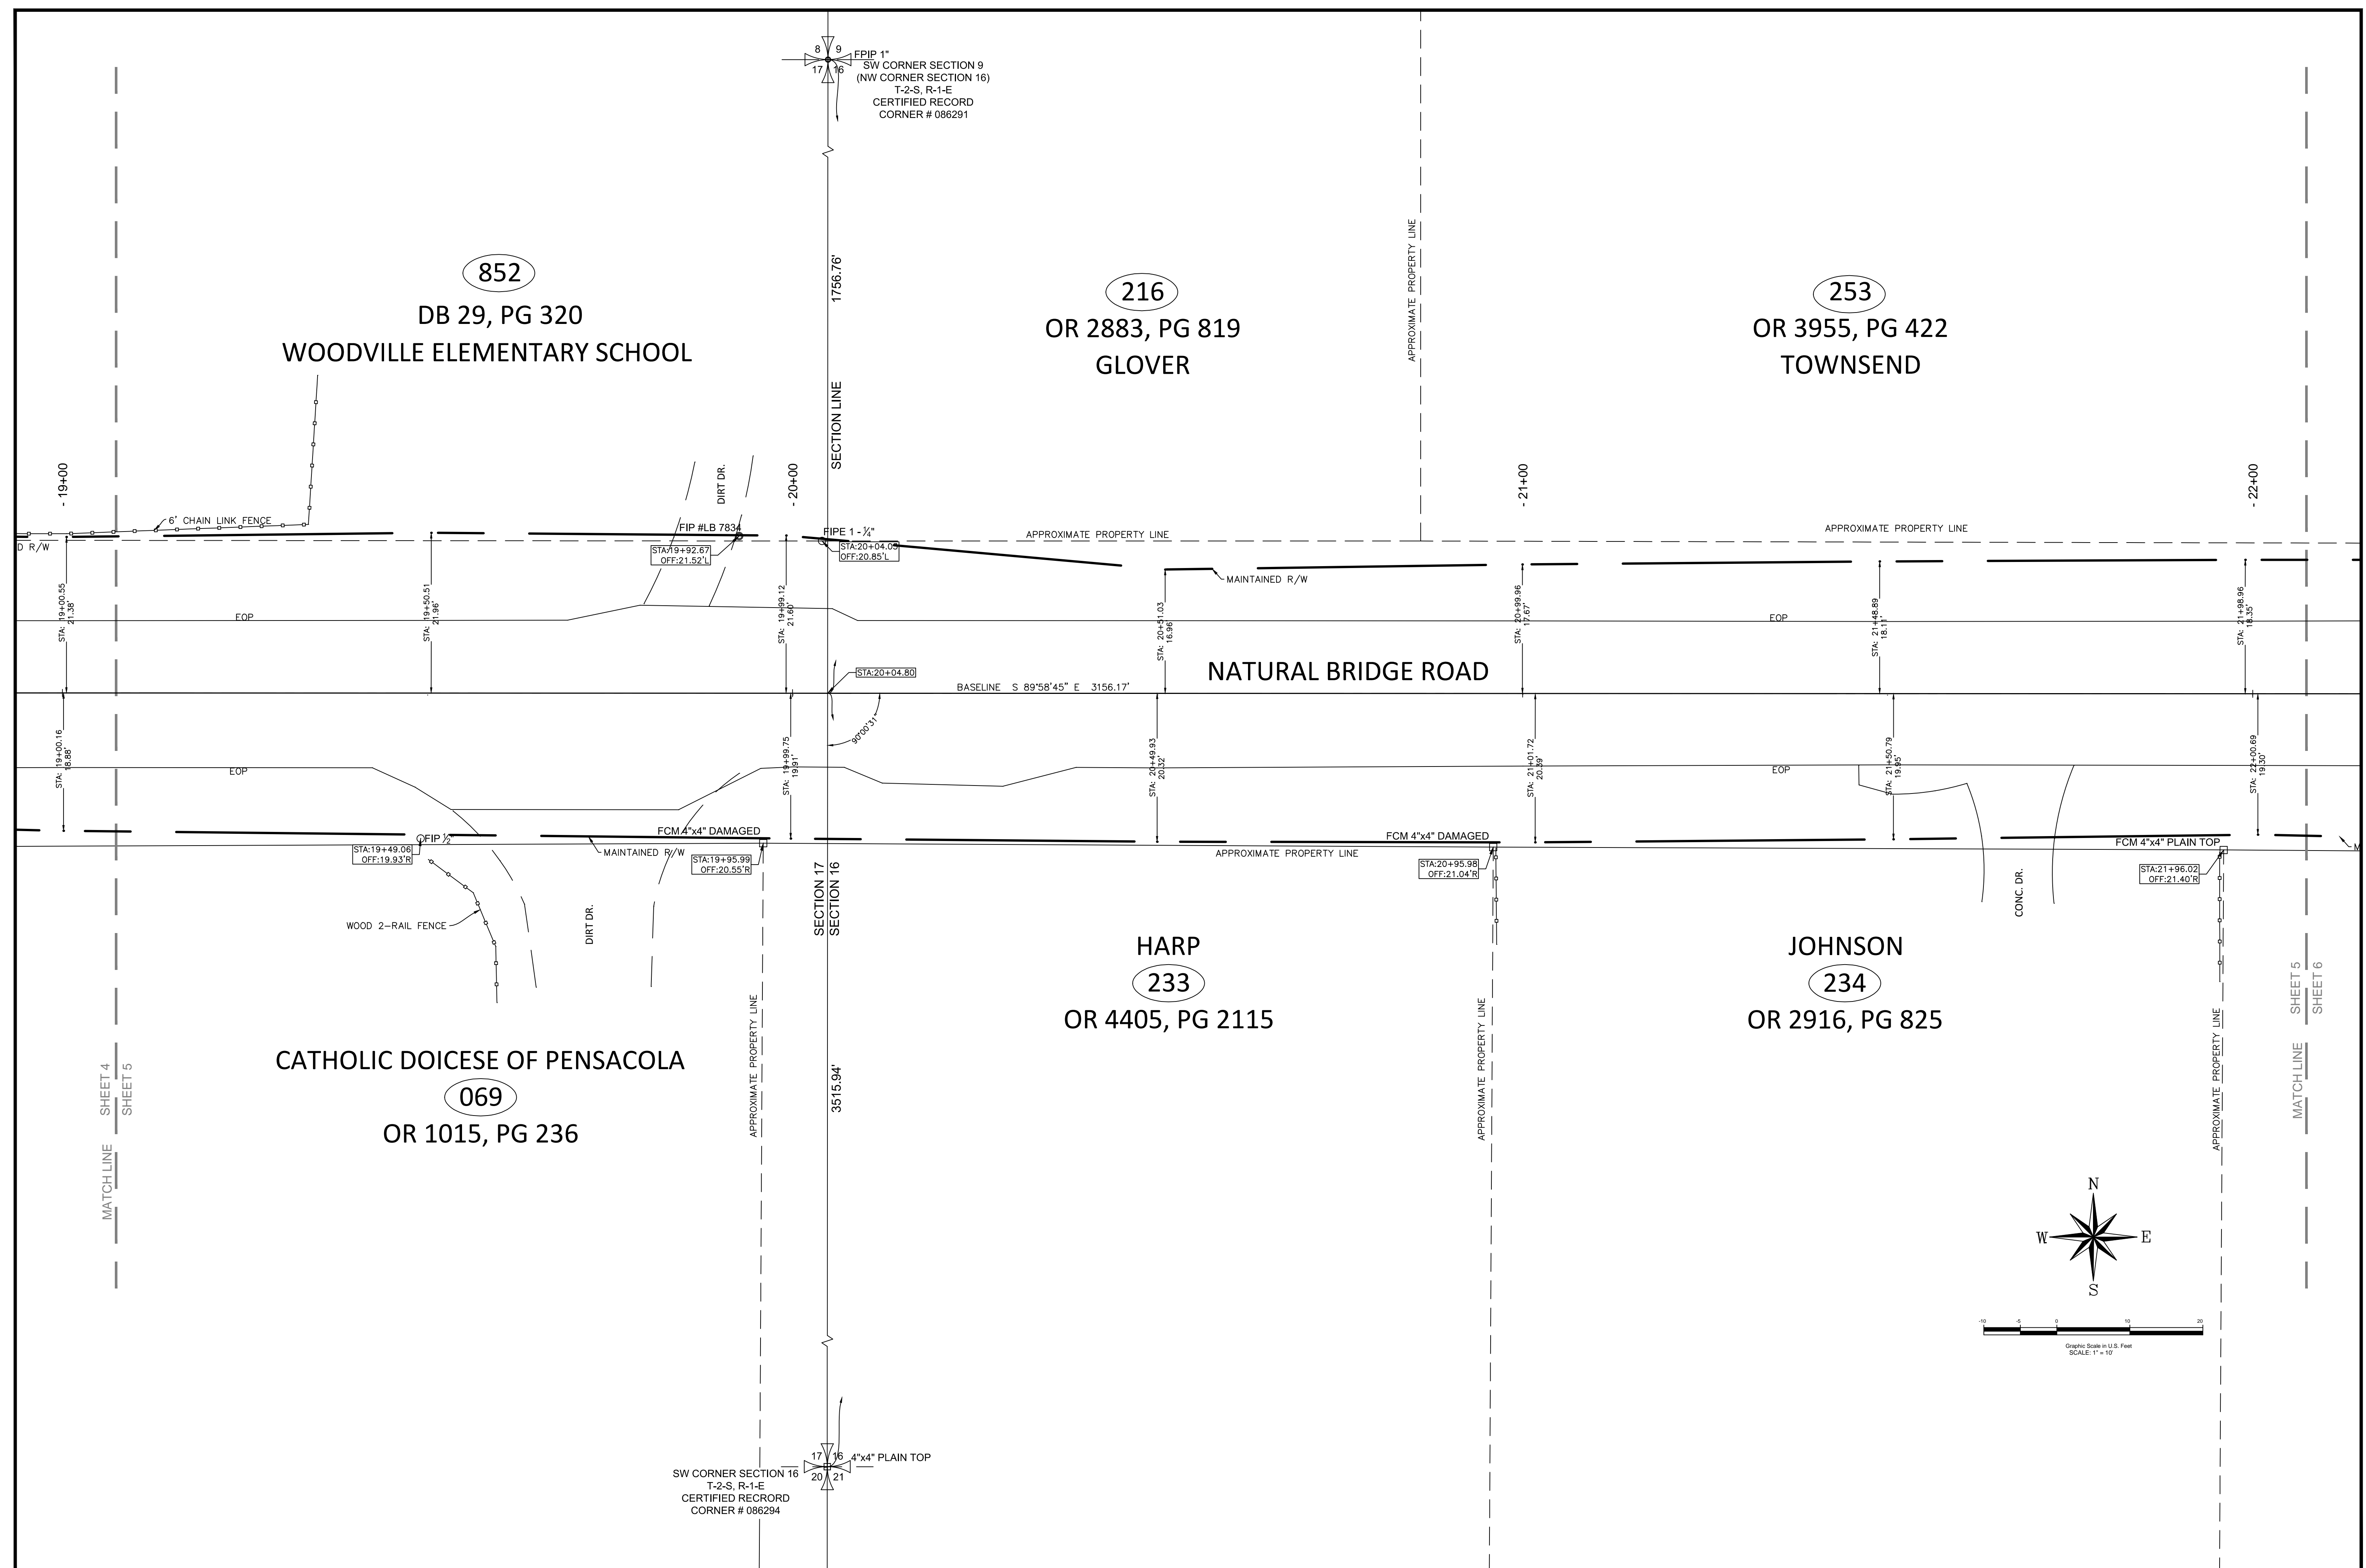 8 9
17 16
FPIP 1"
SW CORNER SECTION 9
(NW CORNER SECTION 16)
T-2-S, R-1-E
CERTIFIED RECORD
CORNER # 086291
1756.76'
SECTION LINE
APPROXIMATE PROPERTY LINE
852
DB 29, PG 320
WOODVILLE ELEMENTARY SCHOOL
216
OR 2883, PG 819
GLOVER
253
OR 3955, PG 422
TOWNSEND
- 19+00
- 20+00
- 21+00
- 22+00
6' CHAIN LINK FENCE
DIRT DR.
D R/W
FIP #LB 7834
STA:19+92.67
OFF:21.52'L
FIPE 1 - ¼"
STA:20+04.05
OFF:20.85'L
APPROXIMATE PROPERTY LINE
APPROXIMATE PROPERTY LINE
MAINTAINED R/W
STA: 19+00.55
21.38'
STA: 19+50.51
21.96'
STA: 19+99.12
21.60'
STA: 20+51.03
16.96'
STA: 20+99.96
17.67'
STA: 21+48.89
18.11'
STA: 21+98.96
18.35'
EOP
EOP
STA:20+04.80
NATURAL BRIDGE ROAD
BASELINE S 89°58'45" E 3156.17'
90°00'31"
STA: 19+00.16
18.88'
STA: 19+99.75
19.91'
STA: 20+49.93
20.32'
STA: 21+01.72
20.39'
STA: 21+50.79
19.95'
STA: 22+00.69
19.30'
EOP
EOP
FIP ½"
STA:19+49.06
OFF:19.93'R
MAINTAINED R/W
FCM 4"x4" DAMAGED
STA:19+95.99
OFF:20.55'R
FCM 4"x4" DAMAGED
STA:20+95.98
OFF:21.04'R
APPROXIMATE PROPERTY LINE
FCM 4"x4" PLAIN TOP
STA:21+96.02
OFF:21.40'R
M
WOOD 2-RAIL FENCE
DIRT DR.
SECTION 17
SECTION 16
CONC. DR.
HARP
233
OR 4405, PG 2115
JOHNSON
234
OR 2916, PG 825
CATHOLIC DOICESE OF PENSACOLA
069
OR 1015, PG 236
APPROXIMATE PROPERTY LINE
3515.94'
APPROXIMATE PROPERTY LINE
APPROXIMATE PROPERTY LINE
MATCH LINE SHEET 4
SHEET 5
MATCH LINE SHEET 5
SHEET 6
N
W E
S
-10 -5 0 10 20
Graphic Scale in U.S. Feet
SCALE: 1" = 10'
17 16
20 21
4"x4" PLAIN TOP
SW CORNER SECTION 16
T-2-S, R-1-E
CERTIFIED RECRORD
CORNER # 086294